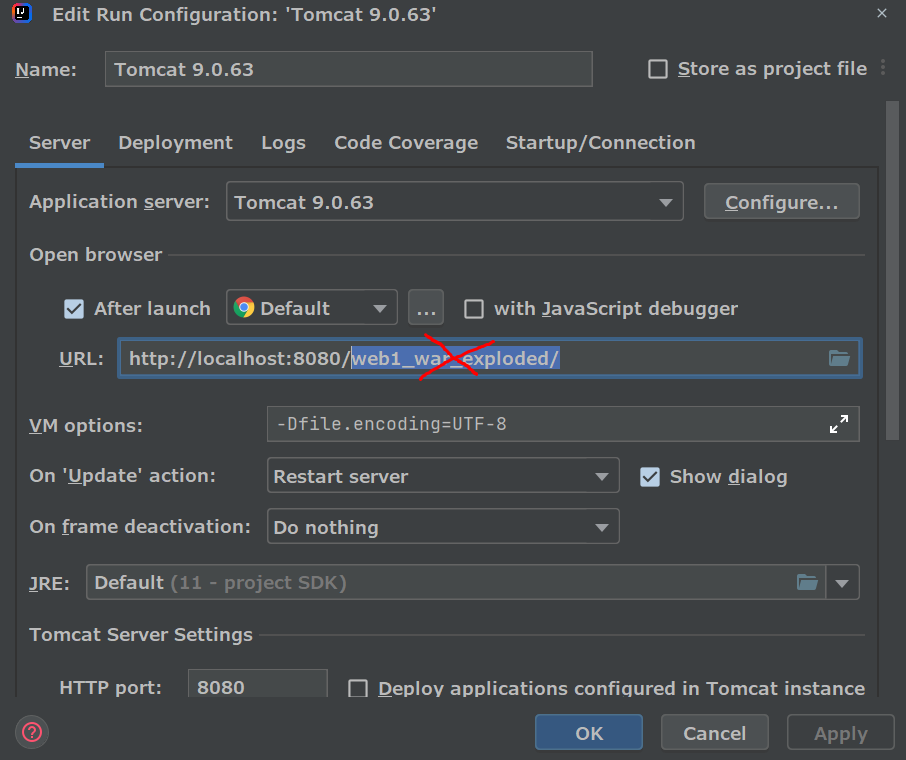 Edit Run Configuration: 'Tomcat 9.0.63'
Name: Tomcat 9.0.63 Store as project file
Server Deployment Logs Code Coverage Startup/Connection
Application server: Tomcat 9.0.63 Configure...
Open browser
After launch Default ... with JavaScript debugger
URL: http://localhost:8080/web1_war_exploded/
VM options: -Dfile.encoding=UTF-8
On 'Update' action: Restart server Show dialog
On frame deactivation: Do nothing
JRE: Default (11 - project SDK)
Tomcat Server Settings
HTTP port: 8080 Deploy applications configured in Tomcat instance
? OK Cancel Apply